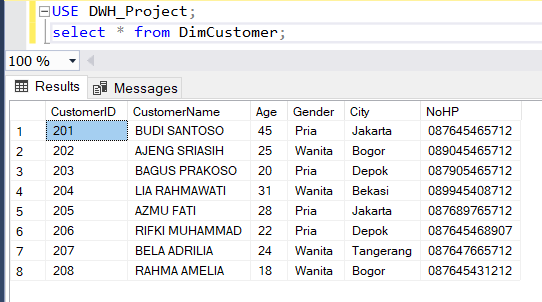 USE DWH_Project;
select * from DimCustomer;
100 %
Results Messages
CustomerID CustomerName Age Gender City NoHP
1 201 BUDI SANTOSO 45 Pria Jakarta 087645465712
2 202 AJENG SRIASIH 25 Wanita Bogor 089045465712
3 203 BAGUS PRAKOSO 20 Pria Depok 087905465712
4 204 LIA RAHMAWATI 31 Wanita Bekasi 089945408712
5 205 AZMU FATI 28 Pria Jakarta 087689765712
6 206 RIFKI MUHAMMAD 22 Pria Depok 087645468907
7 207 BELA ADRILIA 24 Wanita Tangerang 087647665712
8 208 RAHMA AMELIA 18 Wanita Bogor 087645431212